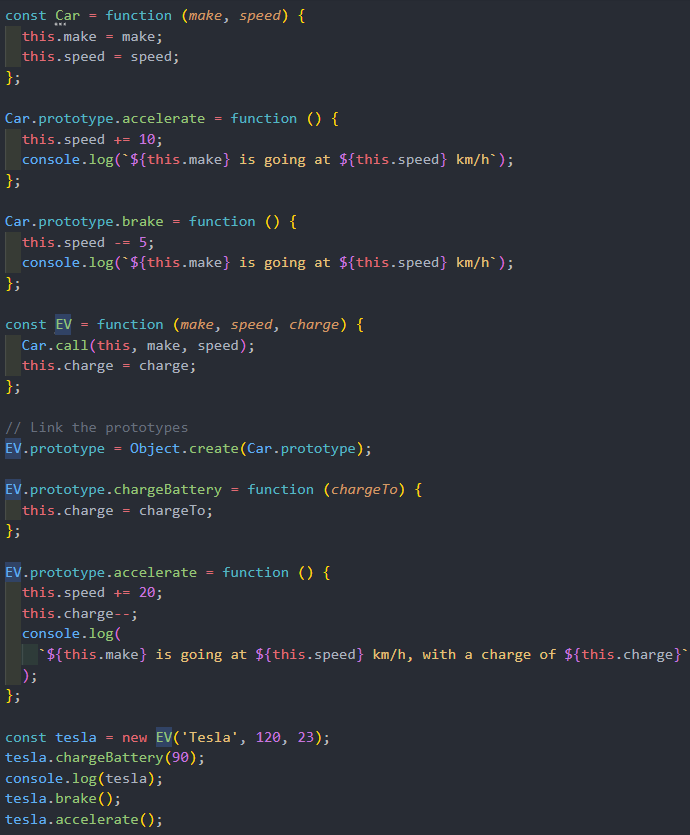 const Car = function (make, speed) {
  this.make = make;
  this.speed = speed;
};

Car.prototype.accelerate = function () {
  this.speed += 10;
  console.log(`${this.make} is going at ${this.speed} km/h`);
};

Car.prototype.brake = function () {
  this.speed -= 5;
  console.log(`${this.make} is going at ${this.speed} km/h`);
};

const EV = function (make, speed, charge) {
  Car.call(this, make, speed);
  this.charge = charge;
};

// Link the prototypes
EV.prototype = Object.create(Car.prototype);

EV.prototype.chargeBattery = function (chargeTo) {
  this.charge = chargeTo;
};

EV.prototype.accelerate = function () {
  this.speed += 20;
  this.charge--;
  console.log(
    `${this.make} is going at ${this.speed} km/h, with a charge of ${this.charge}`
  );
};

const tesla = new EV('Tesla', 120, 23);
tesla.chargeBattery(90);
console.log(tesla);
tesla.brake();
tesla.accelerate();